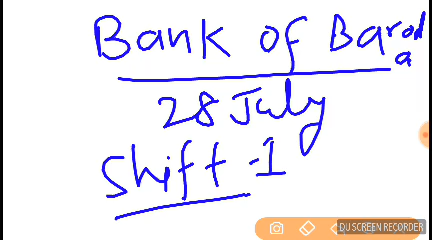 Bank of Baroda
28 July
Shift -1
DU SCREEN RECORDER